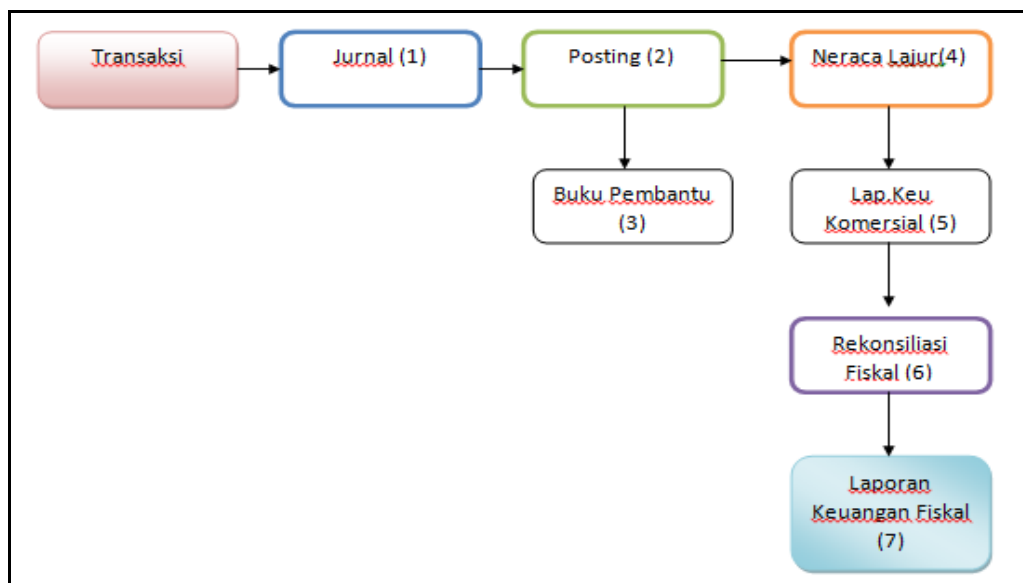 Transaksi
Jurnal (1)
Posting (2)
Neraca Lajur(4)
Buku Pembantu
(3)
Lap.Keu
Komersial (5)
Rekonsiliasi
Fiskal (6)
Laporan
Keuangan Fiskal
(7)